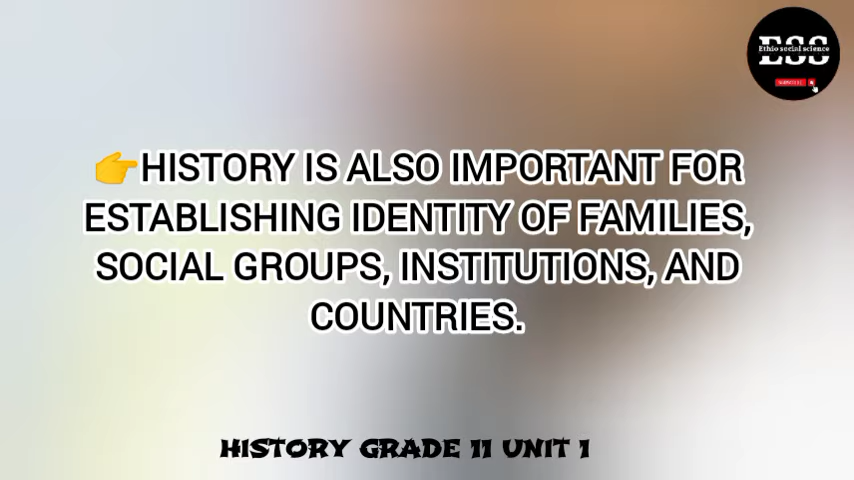 Ethio social science
ESS
👉HISTORY IS ALSO IMPORTANT FOR
ESTABLISHING IDENTITY OF FAMILIES,
SOCIAL GROUPS, INSTITUTIONS, AND
COUNTRIES.
HISTORY GRADE 11 UNIT 1